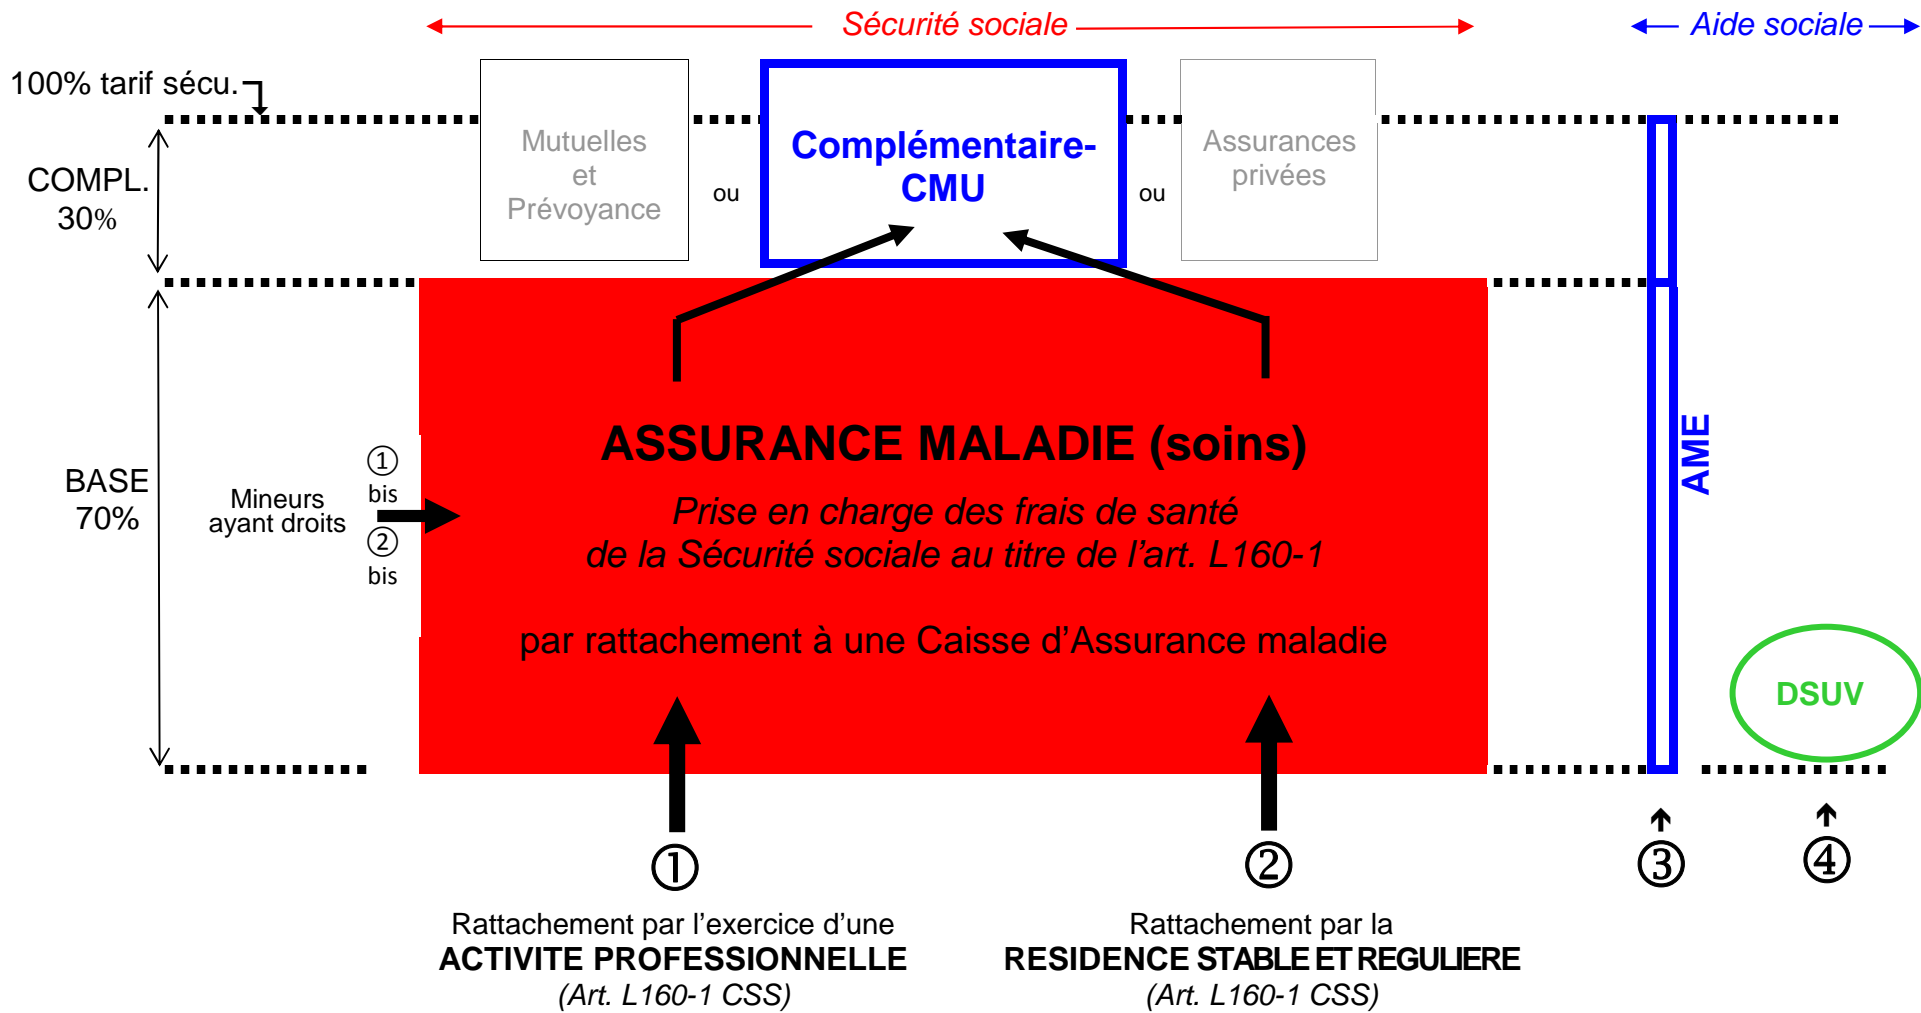 Sécurité sociale
Aide sociale
100% tarif sécu.
COMPL.
30%
Mutuelles
et
Prévoyance
ou
Complémentaire-
CMU
ou
Assurances
privées
BASE
70%
Mineurs
ayant droits
①
bis
②
bis
ASSURANCE MALADIE (soins)
Prise en charge des frais de santé
de la Sécurité sociale au titre de l'art. L160-1
par rattachement à une Caisse d'Assurance maladie
AME
DSUV
①
②
③
④
Rattachement par l'exercice d'une
ACTIVITE PROFESSIONNELLE
(Art. L160-1 CSS)
Rattachement par la
RESIDENCE STABLE ET REGULIERE
(Art. L160-1 CSS)